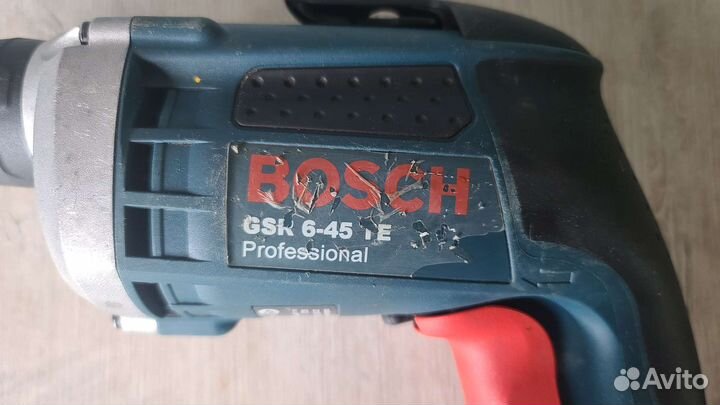 BOSCH
GSR 6-45 TE
Professional
Avito